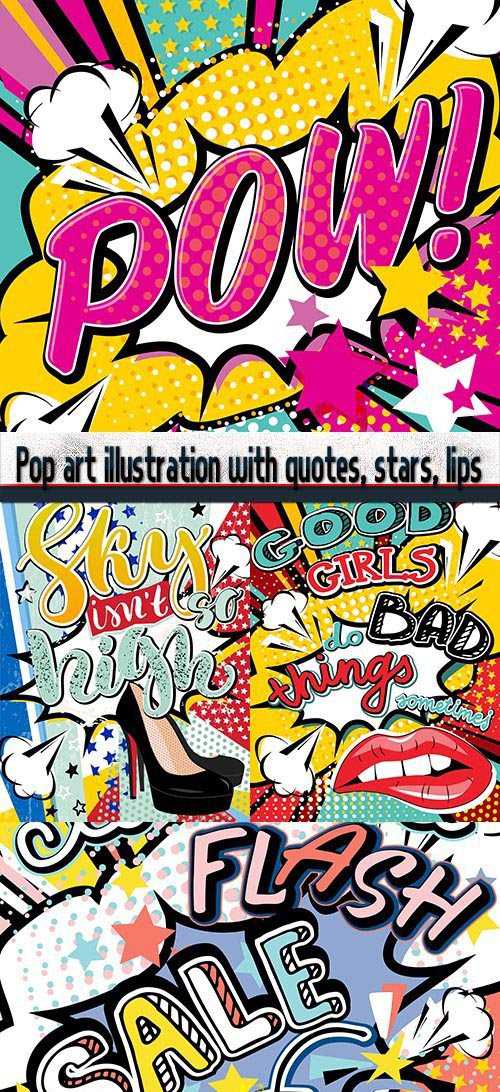 POW!
Pop art illustration with quotes, stars, lips
Sky
isn't so
high
GOOD
GIRLS
do BAD
things
sometimes
FLASH
SALE